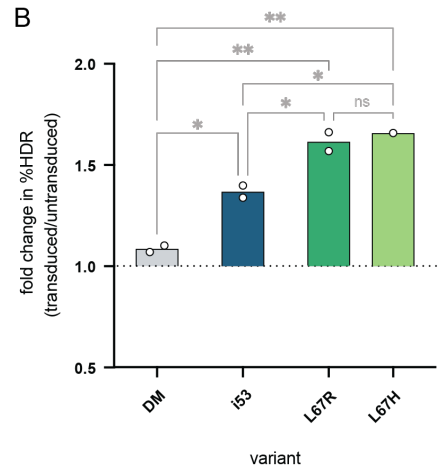 B
**
**
*
*
*
ns
2.0
1.5
1.0
0.5
fold change in %HDR
(transduced/untransduced)
DM
i53
L67R
L67H
variant